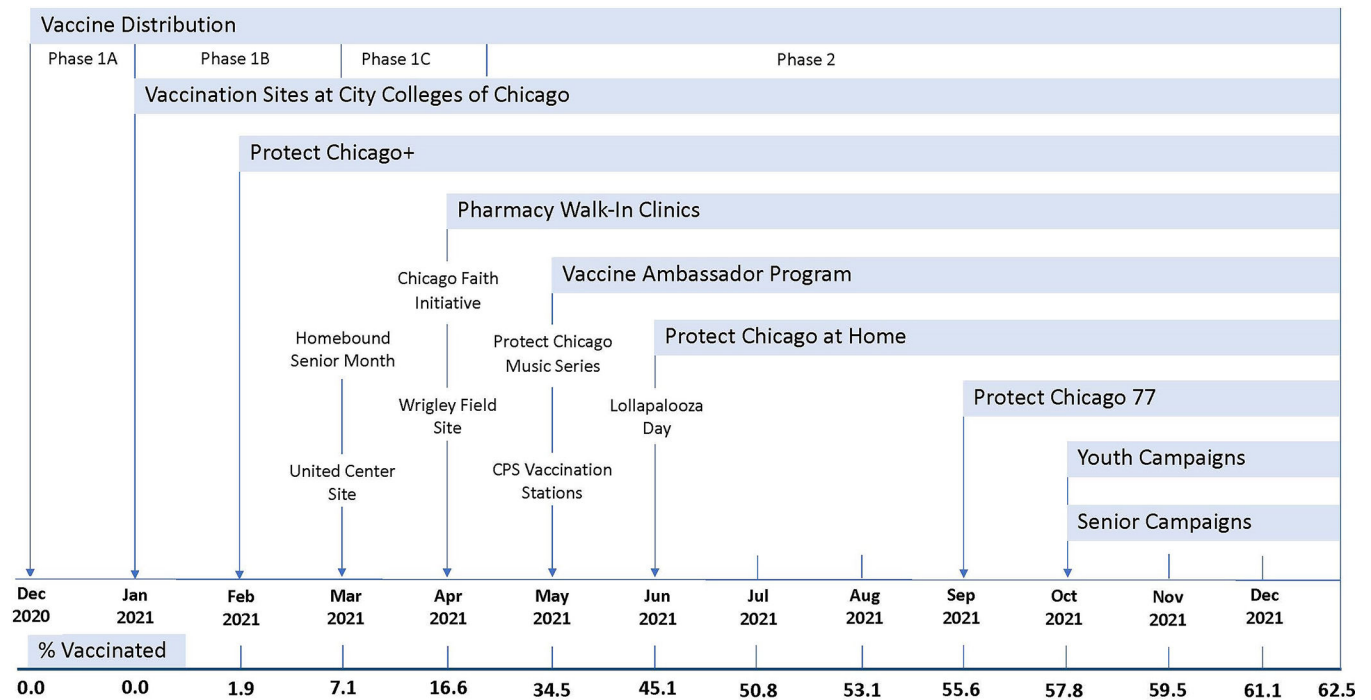 Vaccine Distribution
Phase 1A Phase 1B Phase 1C Phase 2
Vaccination Sites at City Colleges of Chicago
Protect Chicago+
Pharmacy Walk-In Clinics
Chicago Faith
Initiative
Vaccine Ambassador Program
Homebound
Senior Month
Protect Chicago
Music Series
Protect Chicago at Home
Wrigley Field
Site
Lollapalooza
Day
Protect Chicago 77
United Center
Site
CPS Vaccination
Stations
Youth Campaigns
Senior Campaigns
Dec Jan Feb Mar Apr May Jun Jul Aug Sep Oct Nov Dec
2020 2021 2021 2021 2021 2021 2021 2021 2021 2021 2021 2021 2021
% Vaccinated
0.0 0.0 1.9 7.1 16.6 34.5 45.1 50.8 53.1 55.6 57.8 59.5 61.1 62.5